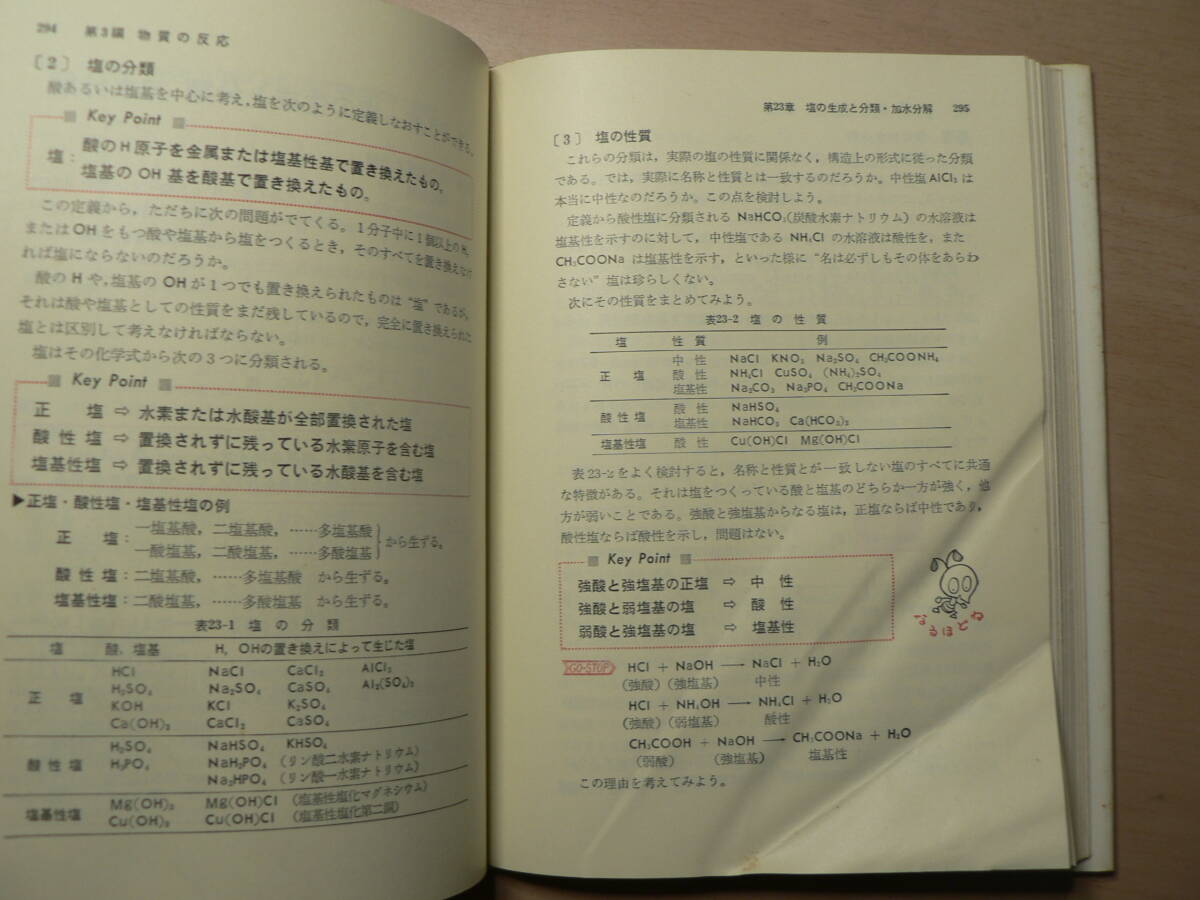 294 第3編 物質の反応
〔2〕 塩の分類
酸あるいは塩基を中心に考え,塩を次のように定義しなおすことができる。
Key Point
塩:酸のH原子を金属または塩基性基で置き換えたもの。
塩基のOH基を酸基で置き換えたもの。
この定義から,ただちに次の問題がでてくる。1分子中に1個以上のH,
またはOHをもつ酸や塩基から塩をつくるとき,そのすべてを置き換えなけ
れば塩にならないのだろうか。
酸のHや,塩基のOHが1つでも置き換えられたものは“塩”であるが,
それは酸や塩基としての性質をまだ残しているので,完全に置き換えられた
塩とは区別して考えなければならない。
塩はその化学式から次の3つに分類される。
Key Point
正塩⇨水素または水酸基が全部置換された塩
酸性塩⇨置換されずに残っている水素原子を含む塩
塩基性塩⇨置換されずに残っている水酸基を含む塩
▶正塩・酸性塩・塩基性塩の例
正塩:一塩基酸,二塩基酸,……多塩基酸
一酸塩基,二酸塩基,……多酸塩基 から生ずる。
酸性塩:二塩基酸,……多塩基酸 から生ずる。
塩基性塩:二酸塩基,……多酸塩基 から生ずる。
表23-1 塩の分類
塩 酸,塩基 H, OHの置き換えによって生じた塩
正塩 HCl NaCl CaCl₂ AlCl₃
H₂SO₄ Na₂SO₄ CaSO₄ Al₂(SO₄)₃
KOH KCl K₂SO₄
Ca(OH)₂ CaCl₂ CaSO₄
酸性塩 H₂SO₄ NaHSO₄ KHSO₄
H₃PO₄ NaH₂PO₄ (リン酸二水素ナトリウム)
Na₂HPO₄ (リン酸一水素ナトリウム)
塩基性塩 Mg(OH)₂ Mg(OH)Cl (塩基性塩化マグネシウム)
Cu(OH)₂ Cu(OH)Cl (塩基性塩化第二銅)
第23章 塩の生成と分類・加水分解 295
〔3〕 塩の性質
これらの分類は,実際の塩の性質に関係なく,構造上の形式に従った分類
である。では,実際に名称と性質とは一致するのだろうか。中性塩AlCl₃は
本当に中性なのだろうか。この点を検討しよう。
定義から酸性塩に分類されるNaHCO₃(炭酸水素ナトリウム)の水溶液は
塩基性を示すのに対して,中性塩であるNH₄Clの水溶液は酸性を,また
CH₃COONaは塩基性を示す,といった様に“名は必ずしもその体をあらわ
さない”塩は珍らしくない。
次にその性質をまとめてみよう。
表23-2 塩の性質
塩 性質 例
正塩 中性 NaCl KNO₃ Na₂SO₄ CH₃COONH₄
酸性 NH₄Cl CuSO₄ (NH₄)₂SO₄
塩基性 Na₂CO₃ Na₃PO₄ CH₃COONa
酸性塩 酸性 NaHSO₄
塩基性 NaHCO₃ Ca(HCO₃)₂
塩基性塩 酸性 Cu(OH)Cl Mg(OH)Cl
表23-2をよく検討すると,名称と性質とが一致しない塩のすべてに共通
な特徴がある。それは塩をつくっている酸と塩基のどちらか一方が強く,他
方が弱いことである。強酸と強塩基からなる塩は,正塩ならば中性であり,
酸性塩ならば酸性を示し,問題はない。
Key Point
強酸と強塩基の正塩 ⇨ 中性
強酸と弱塩基の塩 ⇨ 酸性
弱酸と強塩基の塩 ⇨ 塩基性
なるほどね
GO-STOP HCl + NaOH ⟶ NaCl + H₂O
(強酸) (強塩基) 中性
HCl + NH₄OH ⟶ NH₄Cl + H₂O
(強酸) (弱塩基) 酸性
CH₃COOH + NaOH ⟶ CH₃COONa + H₂O
(弱酸) (強塩基) 塩基性
この理由を考えてみよう。